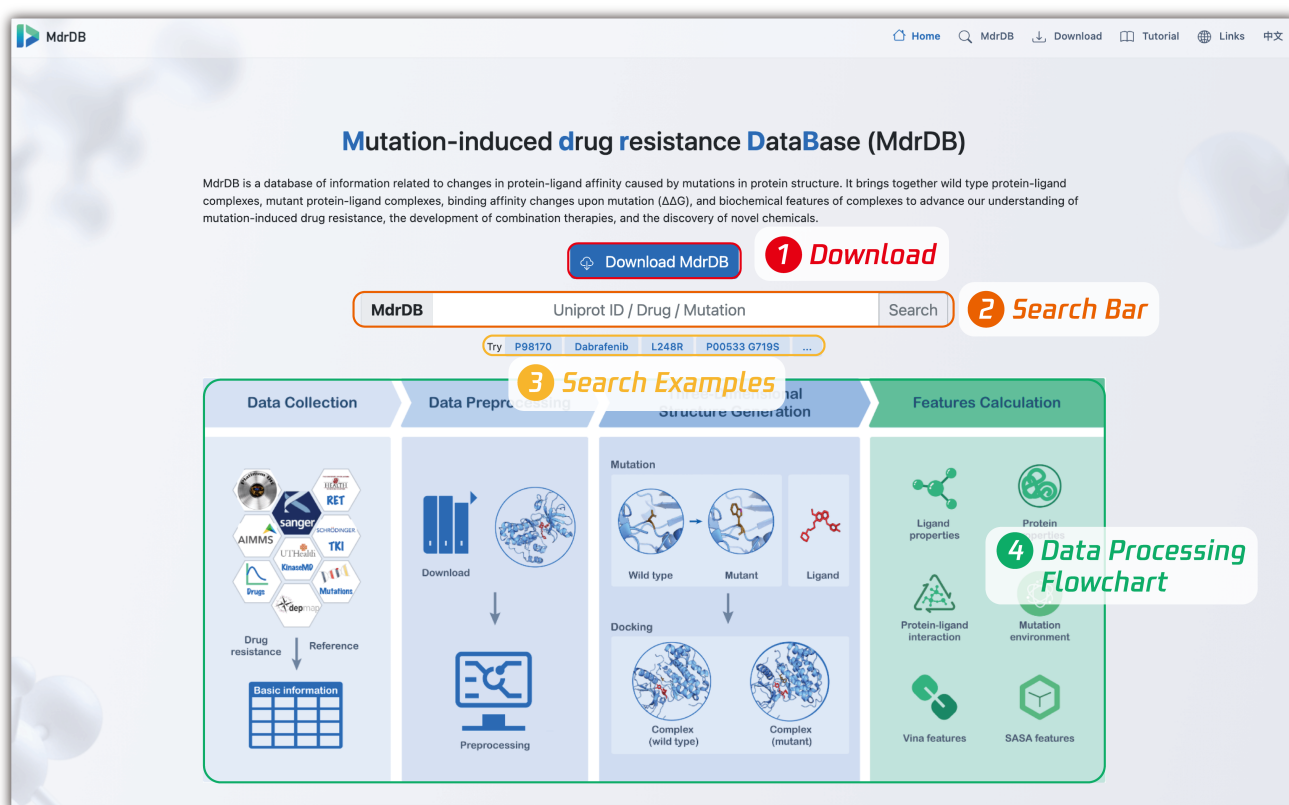 MdrDB
Home
MdrDB
Download
Tutorial
Links
中文
Mutation-induced drug resistance DataBase (MdrDB)
MdrDB is a database of information related to changes in protein-ligand affinity caused by mutations in protein structure. It brings together wild type protein-ligand
complexes, mutant protein-ligand complexes, binding affinity changes upon mutation (ΔΔG), and biochemical features of complexes to advance our understanding of
mutation-induced drug resistance, the development of combination therapies, and the discovery of novel chemicals.
Download MdrDB
1 Download
MdrDB
Uniprot ID / Drug / Mutation
Search
2 Search Bar
Try
P98170
Dabrafenib
L248R
P00533 G719S
...
3 Search Examples
Data Collection
Data Preprocessing
Three-Dimensional
Structure Generation
Features Calculation
HEALTH
RET
sanger
AIMMS
SCHRÖDINGER
TKI
UTHealth
KinaseMD
Drugs
Mutations
depmap
Drug
resistance
Reference
Basic information
Download
Preprocessing
Mutation
Wild type
Mutant
Ligand
Docking
Complex
(wild type)
Complex
(mutant)
Ligand
properties
Protein
4 Data Processing
Flowchart
Protein-ligand
interaction
Mutation
environment
Vina features
SASA features